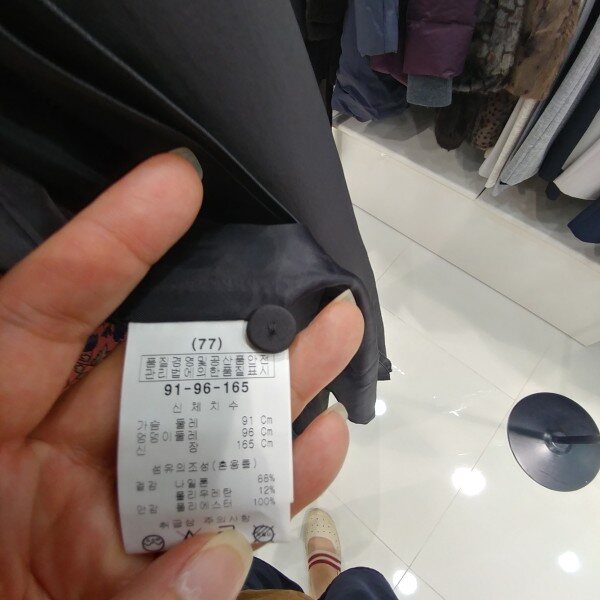 (77)
91-96-165
신체치수
가슴둘레 91 Cm
엉덩이둘레 96 Cm
신장 165 Cm
섬유의조성(혼용률)
겉감 나일론 68%
폴리우레탄 12%
안감 폴리에스터 100%
취급상 주의사항